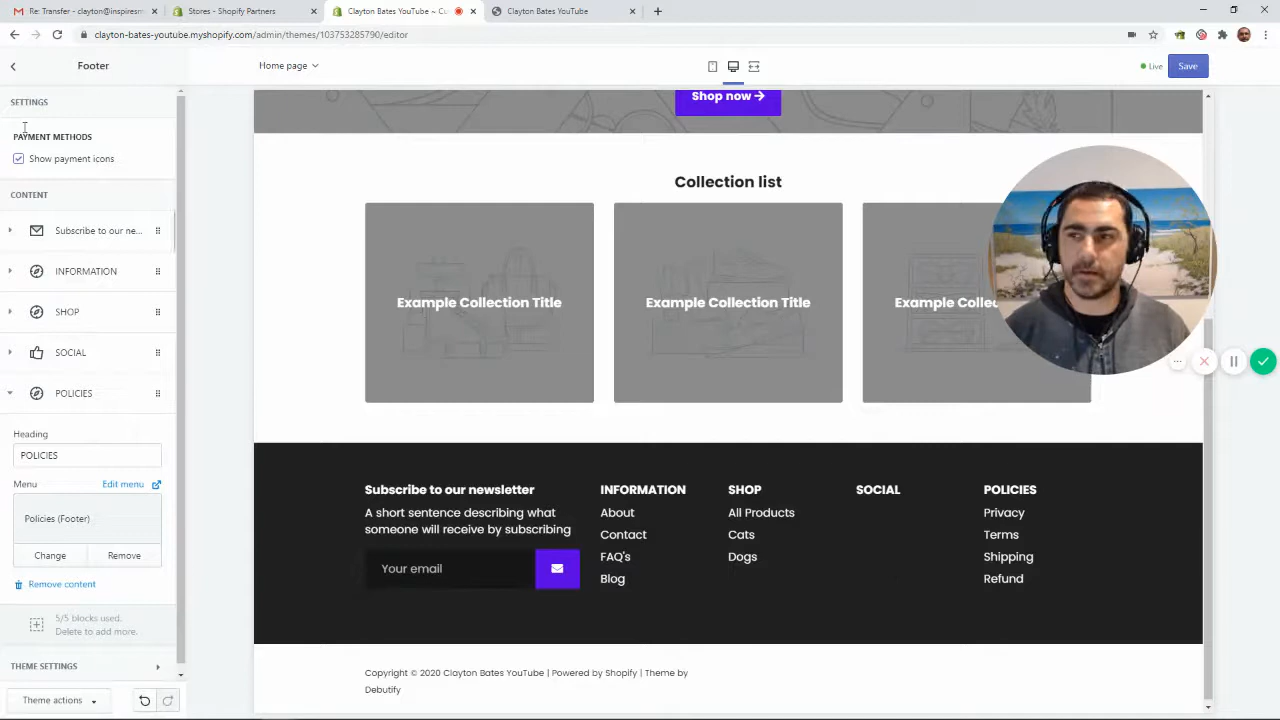 Re: Transfer - clayton@inspiresm
Stores - Shopify Partners
Clayton Bates YouTube ~ Cu
Clayton Bates YouTube
clayton-bates-youtube.myshopify.com/admin/themes/103753285790/editor
Footer
Home page
Live
Save
SETTINGS
PAYMENT METHODS
Show payment icons
CONTENT
Subscribe to our ne...
INFORMATION
SHOP
SOCIAL
POLICIES
Heading
POLICIES
Menu
Edit menu
Policies (Footer)
Change
Remove
Remove content
5/5 blocks used.
Delete to add more.
THEME SETTINGS
Theme actions
Shop now
Collection list
Example Collection Title
Example Collection Title
Example Collec
Subscribe to our newsletter
A short sentence describing what
someone will receive by subscribing
Your email
INFORMATION
About
Contact
FAQ's
Blog
SHOP
All Products
Cats
Dogs
SOCIAL
POLICIES
Privacy
Terms
Shipping
Refund
Copyright © 2020 Clayton Bates YouTube | Powered by Shopify | Theme by
Debutify